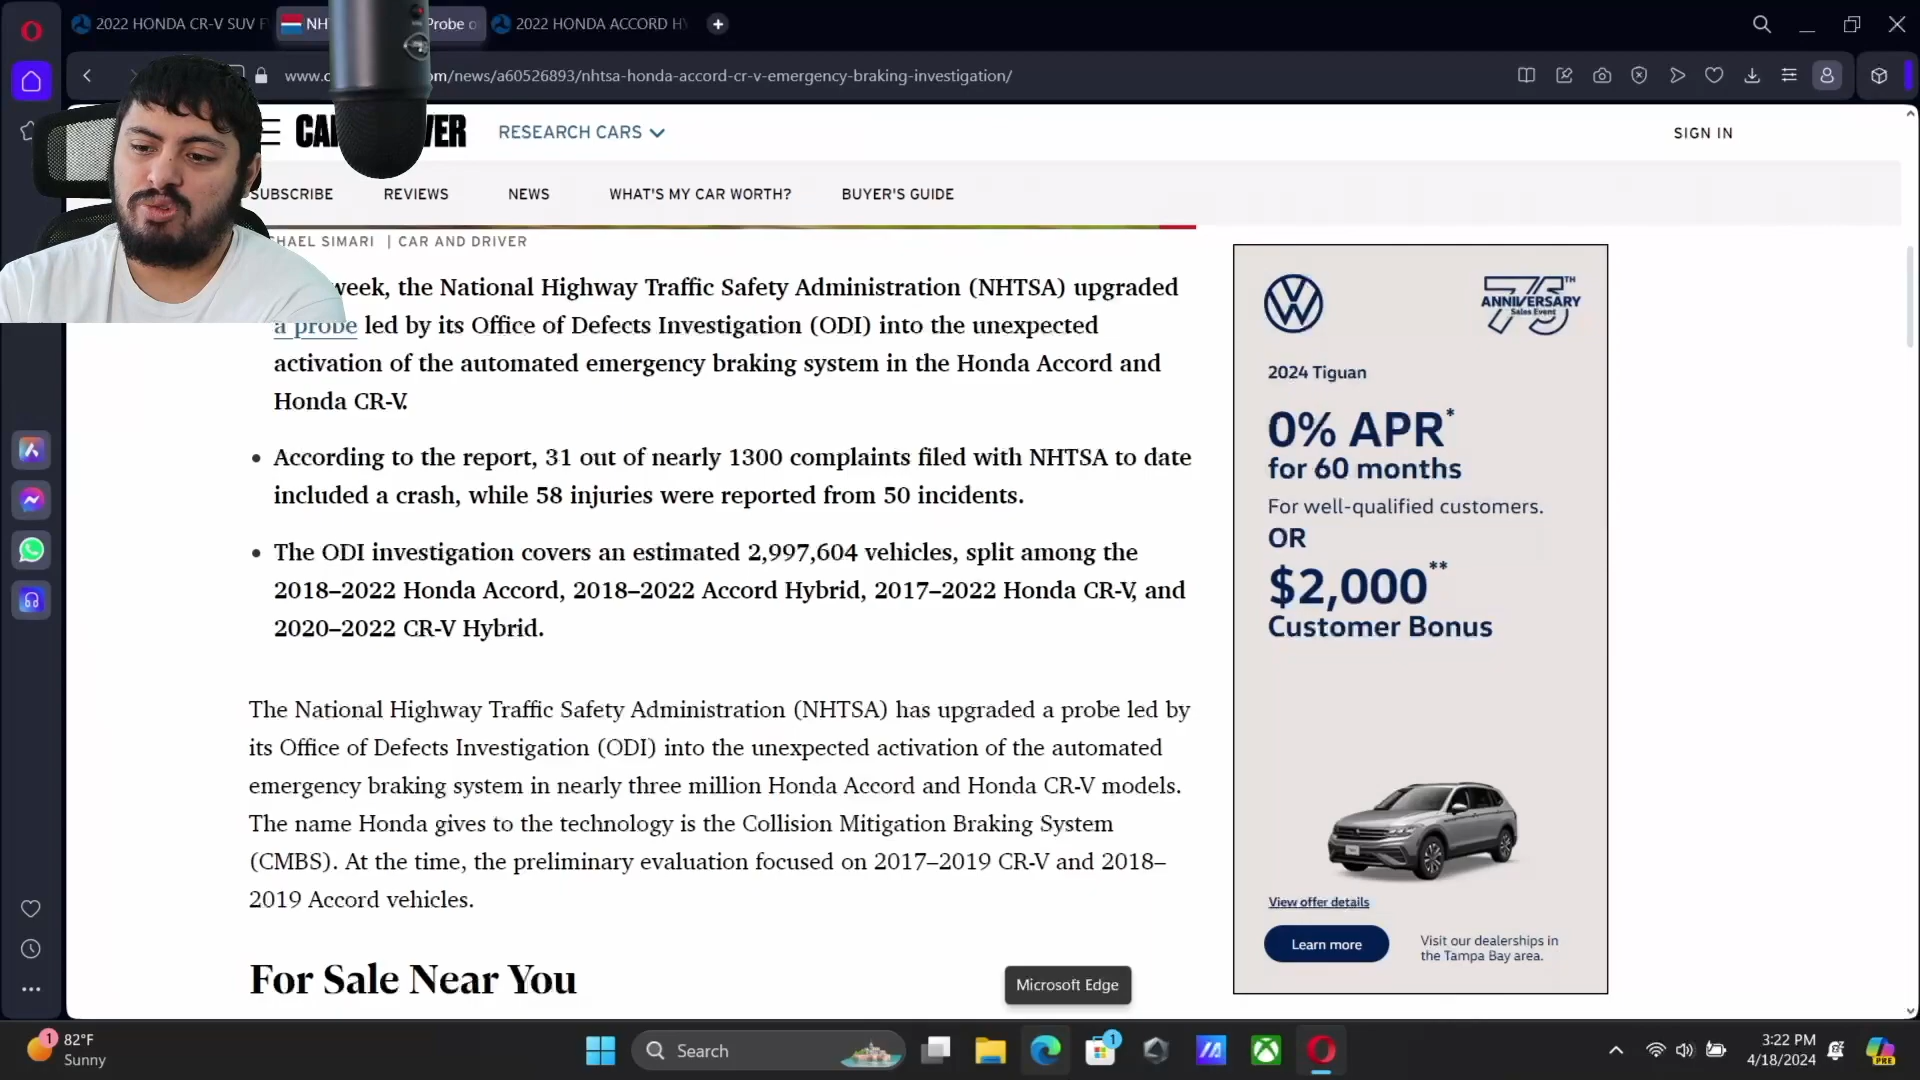 2022 HONDA CR-V SUV F
NH
Probe o
2022 HONDA ACCORD HY
www.c
om/news/a60526893/nhtsa-honda-accord-cr-v-emergency-braking-investigation/
CA
VER
RESEARCH CARS
SIGN IN
SUBSCRIBE
REVIEWS
NEWS
WHAT'S MY CAR WORTH?
BUYER'S GUIDE
HAEL SIMARI | CAR AND DRIVER
week, the National Highway Traffic Safety Administration (NHTSA) upgraded
a probe led by its Office of Defects Investigation (ODI) into the unexpected
activation of the automated emergency braking system in the Honda Accord and
Honda CR-V.
• According to the report, 31 out of nearly 1300 complaints filed with NHTSA to date
included a crash, while 58 injuries were reported from 50 incidents.
• The ODI investigation covers an estimated 2,997,604 vehicles, split among the
2018–2022 Honda Accord, 2018–2022 Accord Hybrid, 2017–2022 Honda CR-V, and
2020–2022 CR-V Hybrid.
The National Highway Traffic Safety Administration (NHTSA) has upgraded a probe led by
its Office of Defects Investigation (ODI) into the unexpected activation of the automated
emergency braking system in nearly three million Honda Accord and Honda CR-V models.
The name Honda gives to the technology is the Collision Mitigation Braking System
(CMBS). At the time, the preliminary evaluation focused on 2017–2019 CR-V and 2018–
2019 Accord vehicles.
For Sale Near You
75TH
ANNIVERSARY
Sales Event
2024 Tiguan
0% APR*
for 60 months
For well-qualified customers.
OR
$2,000**
Customer Bonus
View offer details
Learn more
Visit our dealerships in
the Tampa Bay area.
Microsoft Edge
1
82°F
Sunny
Search
1
3:22 PM
4/18/2024
PRE